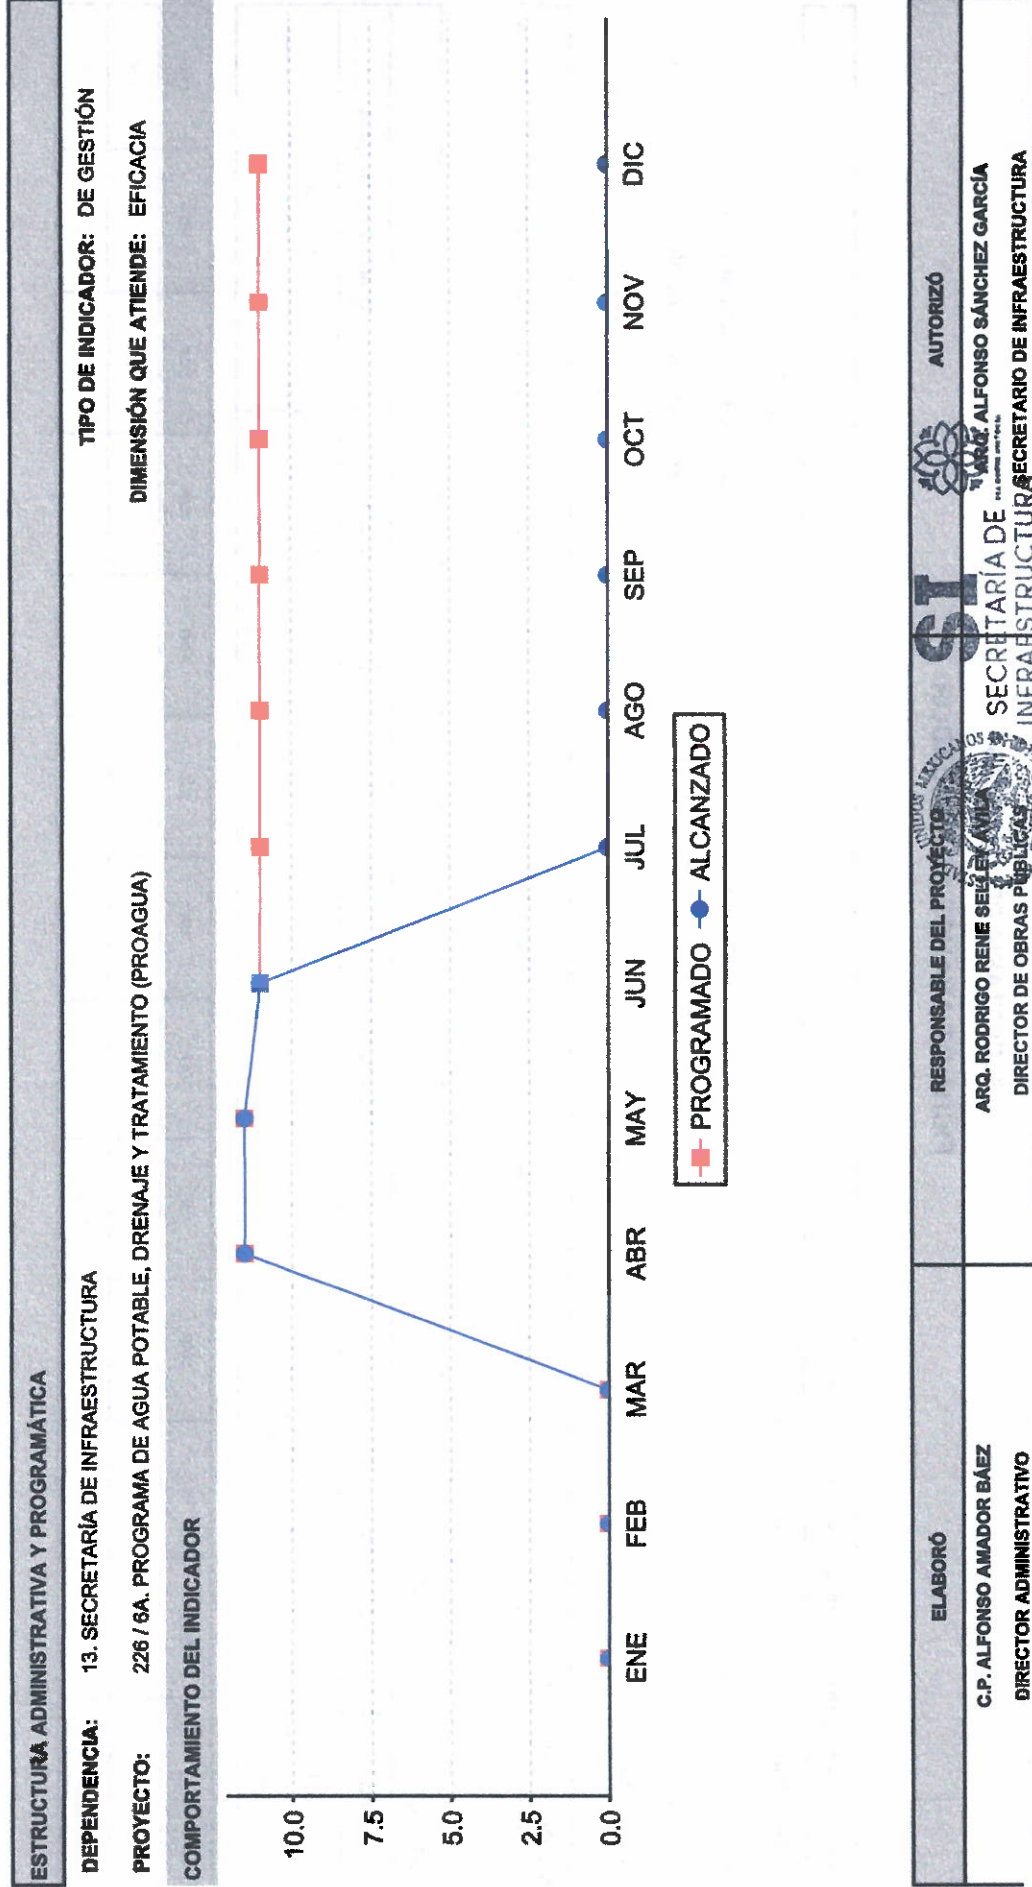 ESTRUCTURA ADMINISTRATIVA Y PROGRAMÁTICA
DEPENDENCIA: 13. SECRETARÍA DE INFRAESTRUCTURA TIPO DE INDICADOR: DE GESTIÓN
PROYECTO: 226 / 6A. PROGRAMA DE AGUA POTABLE, DRENAJE Y TRATAMIENTO (PROAGUA) DIMENSIÓN QUE ATIENDE: EFICACIA
COMPORTAMIENTO DEL INDICADOR
10.0
7.5
5.0
2.5
0.0
ENE FEB MAR ABR MAY JUN JUL AGO SEP OCT NOV DIC
PROGRAMADO ALCANZADO
ELABORÓ RESPONSABLE DEL PROYECTO AUTORIZÓ
C.P. ALFONSO AMADOR BÁEZ ARQ. RODRIGO RENE SELLER AVILA ARQ. ALFONSO SÁNCHEZ GARCÍA
DIRECTOR ADMINISTRATIVO DIRECTOR DE OBRAS PÚBLICAS SECRETARIO DE INFRAESTRUCTURA
SI
SECRETARÍA DE
INFRAESTRUCTURA